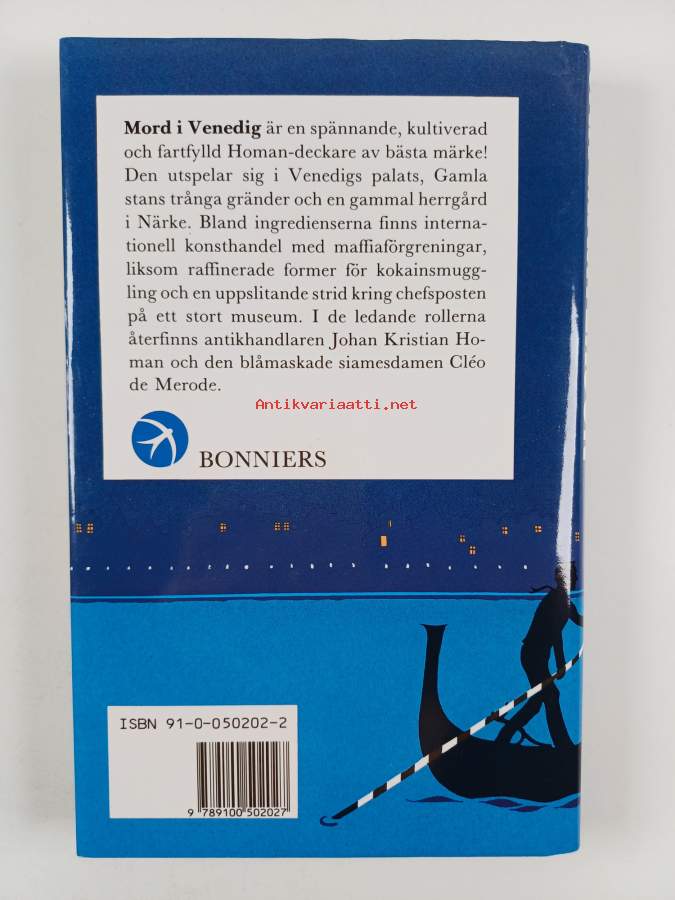 Mord i Venedig är en spännande, kultiverad
och fartfylld Homan-deckare av bästa märke!
Den utspelar sig i Venedigs palats, Gamla
stans trånga gränder och en gammal herrgård
i Närke. Bland ingredienserna finns interna-
tionell konsthandel med maffiaförgreningar,
liksom raffinerade former för kokainsmugg-
ling och en uppslitande strid kring chefsposten
på ett stort museum. I de ledande rollerna
återfinns antikhandlaren Johan Kristian Ho-
man och den blåmaskade siamesdamen Cléo
de Merode.
Antikvariaatti.net
BONNIERS
ISBN 91-0-050202-2
9 789100 502027